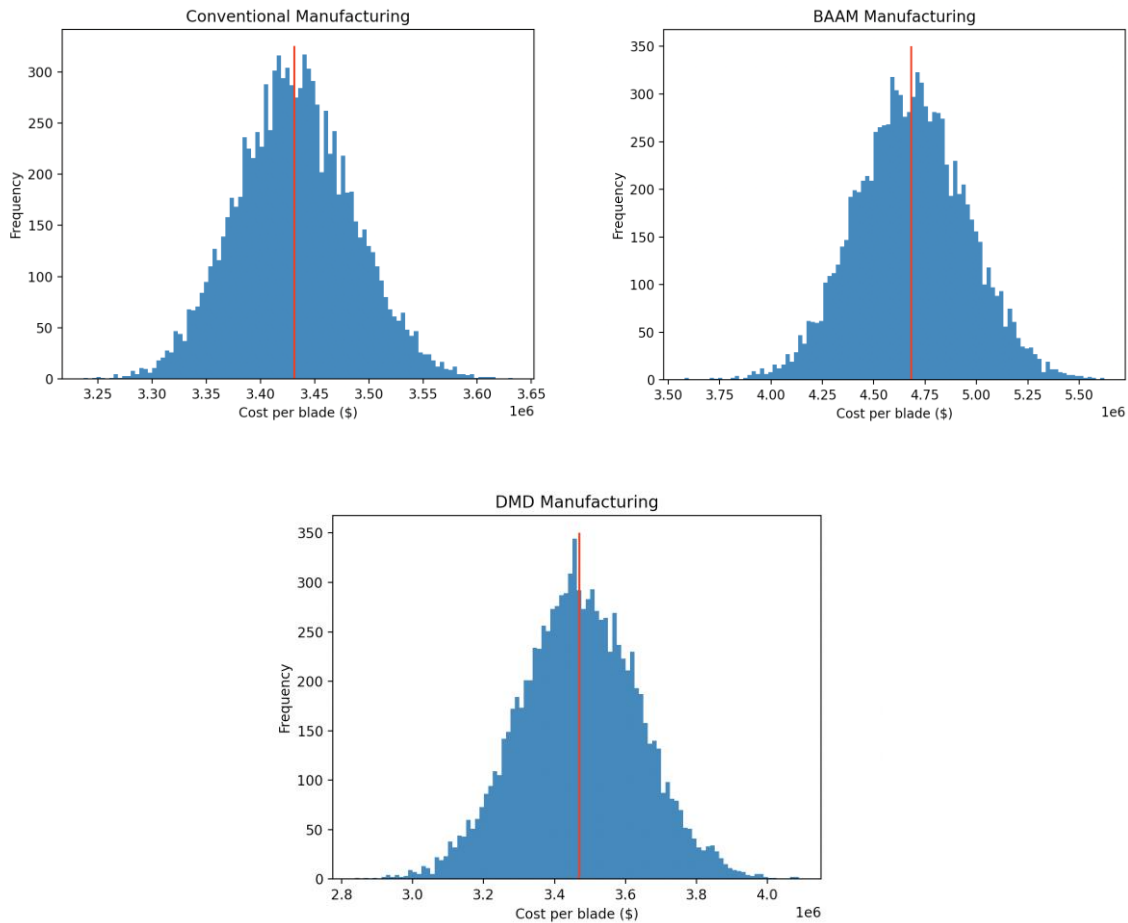 Conventional Manufacturing
300
250
200
150
100
50
0
Frequency
3.25 3.30 3.35 3.40 3.45 3.50 3.55 3.60 3.65
Cost per blade ($)
1e6
BAAM Manufacturing
350
300
250
200
150
100
50
0
Frequency
3.50 3.75 4.00 4.25 4.50 4.75 5.00 5.25 5.50
Cost per blade ($)
1e6
DMD Manufacturing
350
300
250
200
150
100
50
0
Frequency
2.8 3.0 3.2 3.4 3.6 3.8 4.0
Cost per blade ($)
1e6